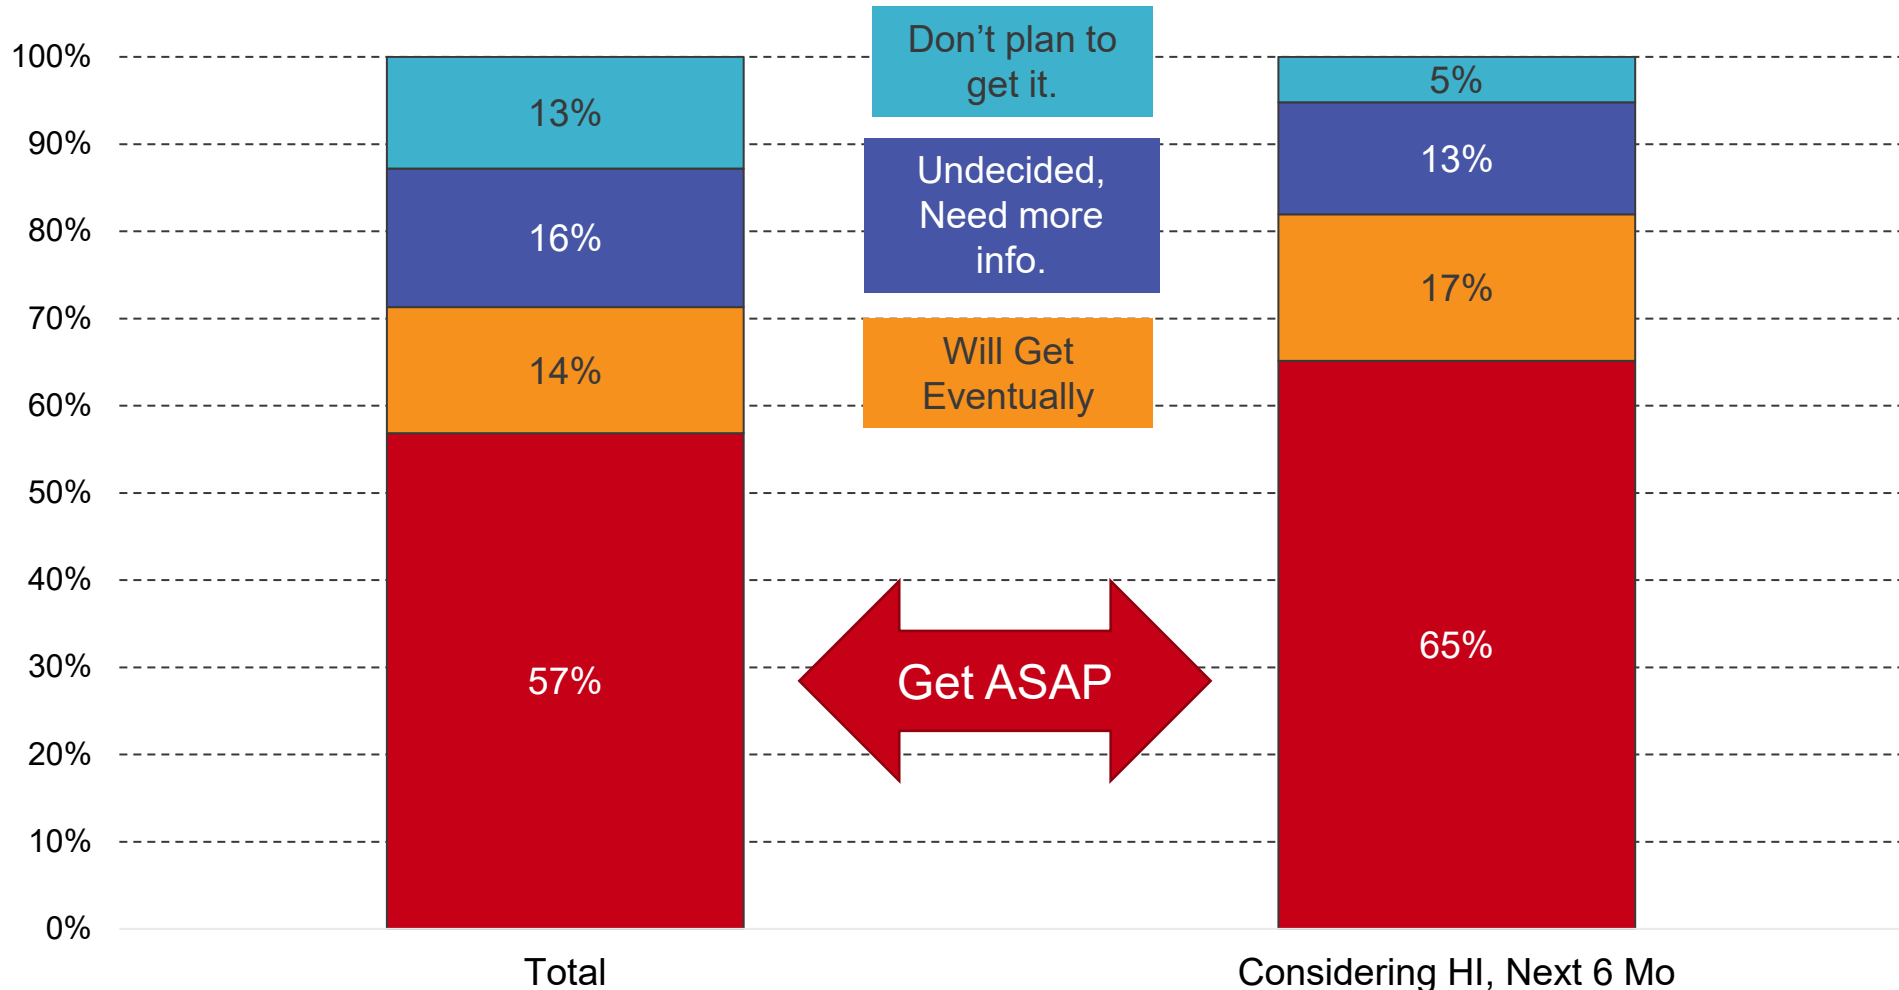 100%
90%
80%
70%
60%
50%
40%
30%
20%
10%
0%
13%
16%
14%
57%
Don’t plan to
get it.
Undecided,
Need more
info.
Will Get
Eventually
Get ASAP
5%
13%
17%
65%
Total
Considering HI, Next 6 Mo